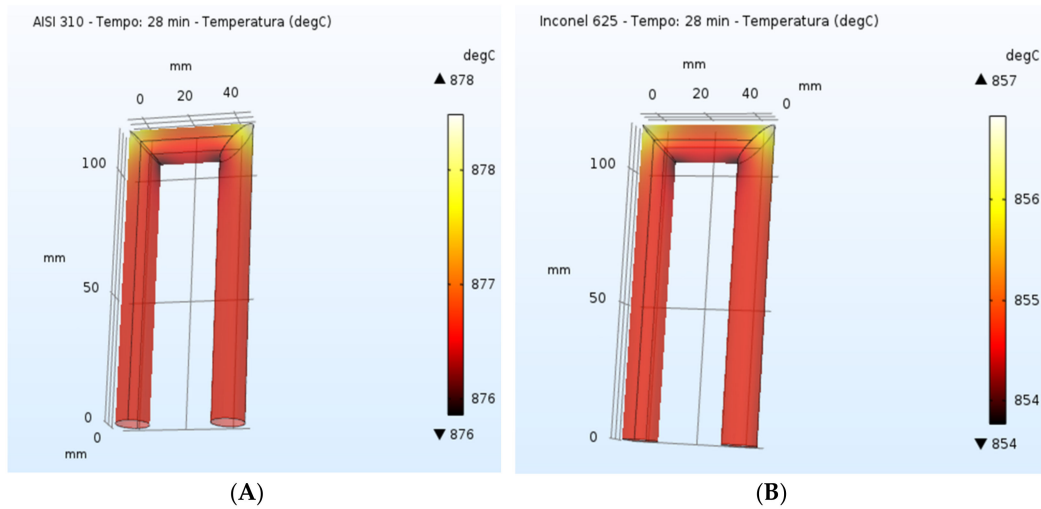 AISI 310 - Tempo: 28 min - Temperatura (degC)
mm
0 20 40
100
mm
50
0
0
mm
degC
▲ 878
878
877
876
▼ 876
(A)
Inconel 625 - Tempo: 28 min - Temperatura (degC)
mm
0 20 40
0
mm
100
mm
50
0
degC
▲ 857
856
855
854
▼ 854
(B)